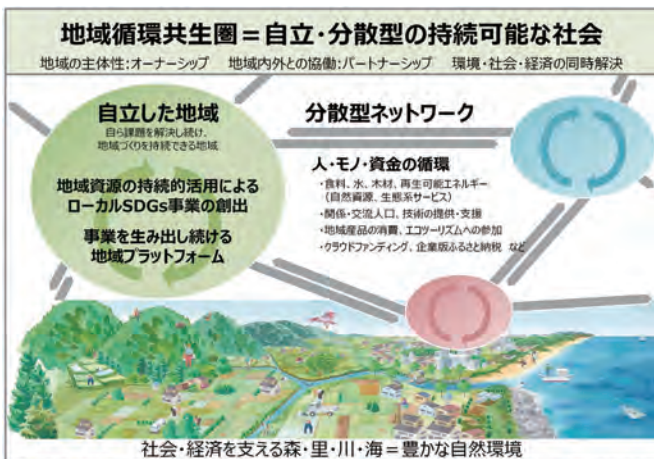 地域循環共生圏＝自立・分散型の持続可能な社会
地域の主体性:オーナーシップ　地域内外との協働:パートナーシップ　環境・社会・経済の同時解決
自立した地域
自ら課題を解決し続け、
地域づくりを持続できる地域
地域資源の持続的活用による
ローカルSDGs事業の創出
事業を生み出し続ける
地域プラットフォーム
分散型ネットワーク
人・モノ・資金の循環
・食料、水、木材、再生可能エネルギー
（自然資源、生態系サービス）
・関係・交流人口、技術の提供・支援
・地域産品の消費、エコツーリズムへの参加
・クラウドファンディング、企業版ふるさと納税 など
社会・経済を支える森・里・川・海＝豊かな自然環境